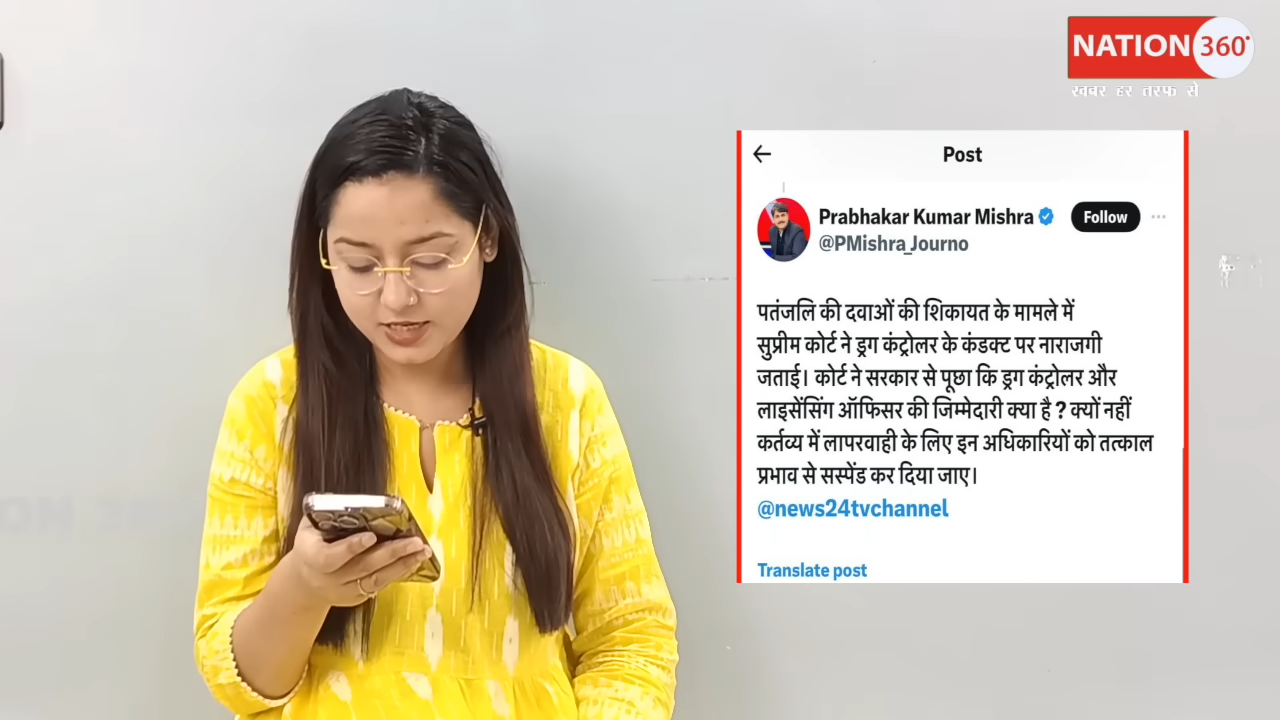 NATION 360°
खबर हर तरफ से
Post
Prabhakar Kumar Mishra
Follow
@PMishra_Journo
पतंजलि की दवाओं की शिकायत के मामले में
सुप्रीम कोर्ट ने ड्रग कंट्रोलर के कंडक्ट पर नाराजगी
जताई। कोर्ट ने सरकार से पूछा कि ड्रग कंट्रोलर और
लाइसेंसिंग ऑफिसर की जिम्मेदारी क्या है ? क्यों नहीं
कर्तव्य में लापरवाही के लिए इन अधिकारियों को तत्काल
प्रभाव से सस्पेंड कर दिया जाए।
@news24tvchannel
Translate post